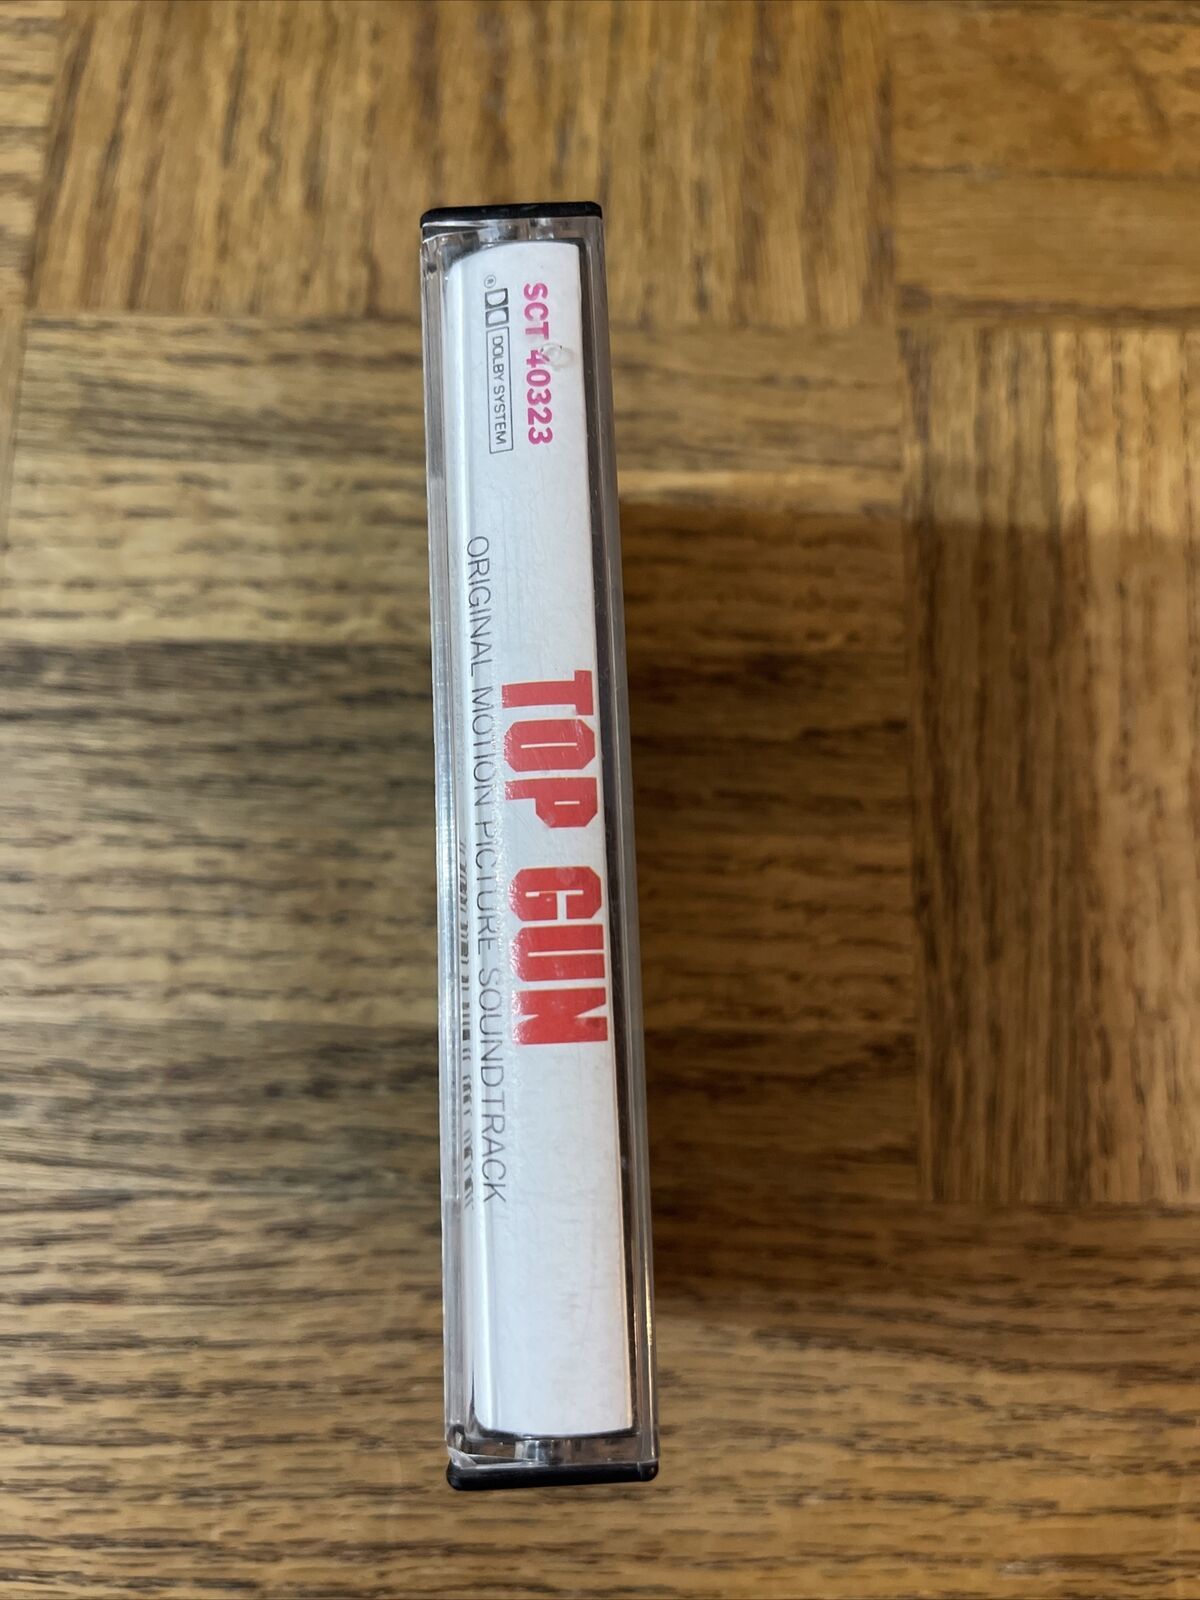 SCT 40323
® DOLBY SYSTEM
TOP GUN
ORIGINAL MOTION PICTURE SOUNDTRACK